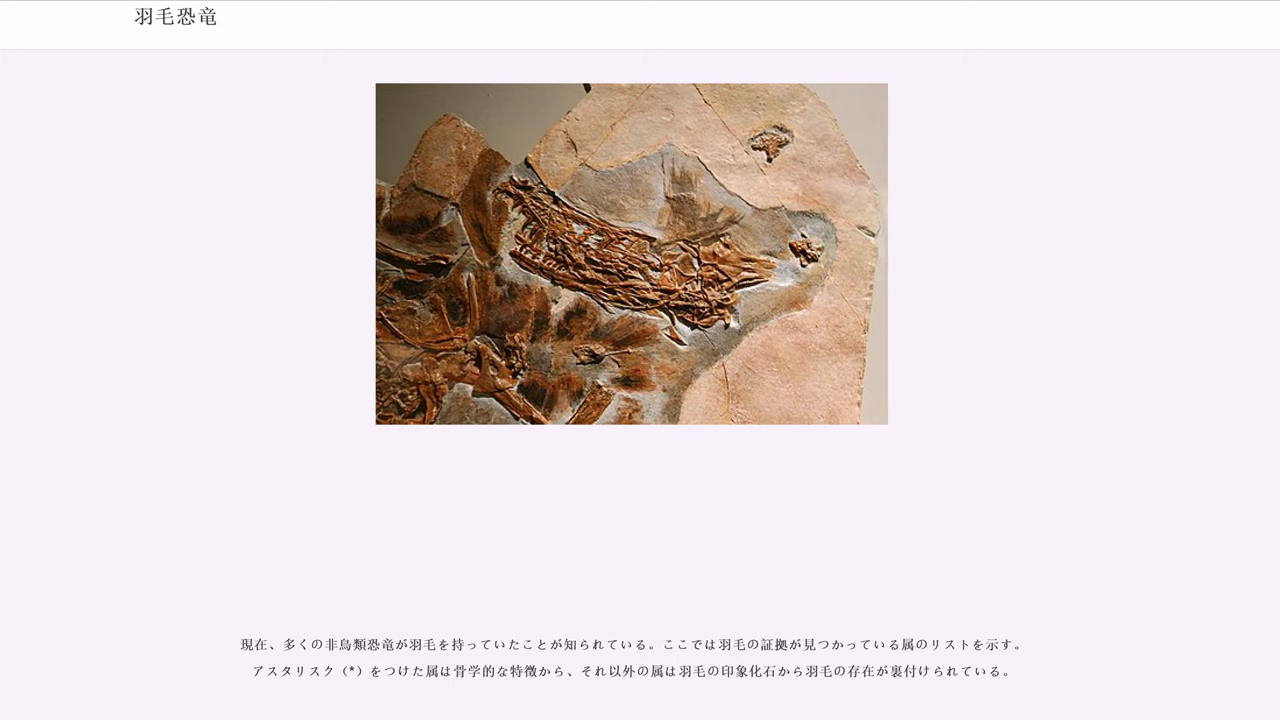 羽毛恐竜
現在、多くの非鳥類恐竜が羽毛を持っていたことが知られている。ここでは羽毛の証拠が見つかっている属のリストを示す。
アスタリスク（*）をつけた属は骨学的な特徴から、それ以外の属は羽毛の印象化石から羽毛の存在が裏付けられている。